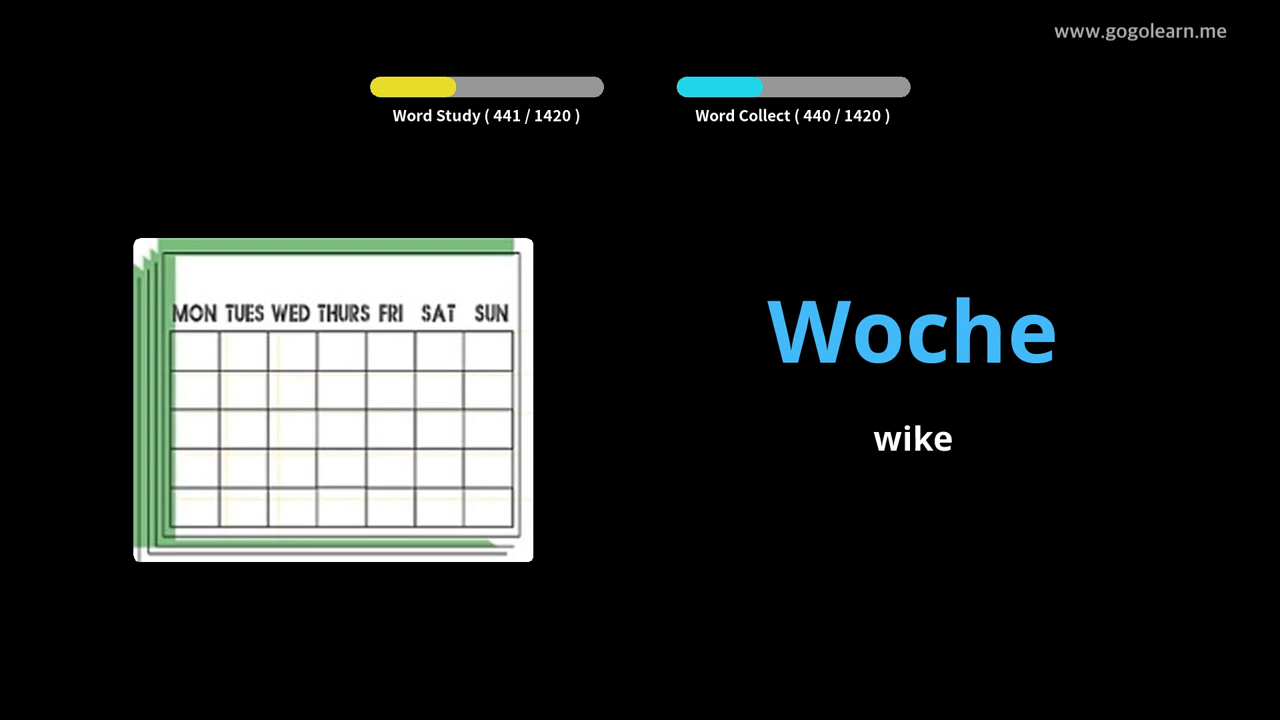 www.gogolearn.me
Word Study ( 441 / 1420 )
Word Collect ( 440 / 1420 )
MON TUES WED THURS FRI SAT SUN
Woche
wike